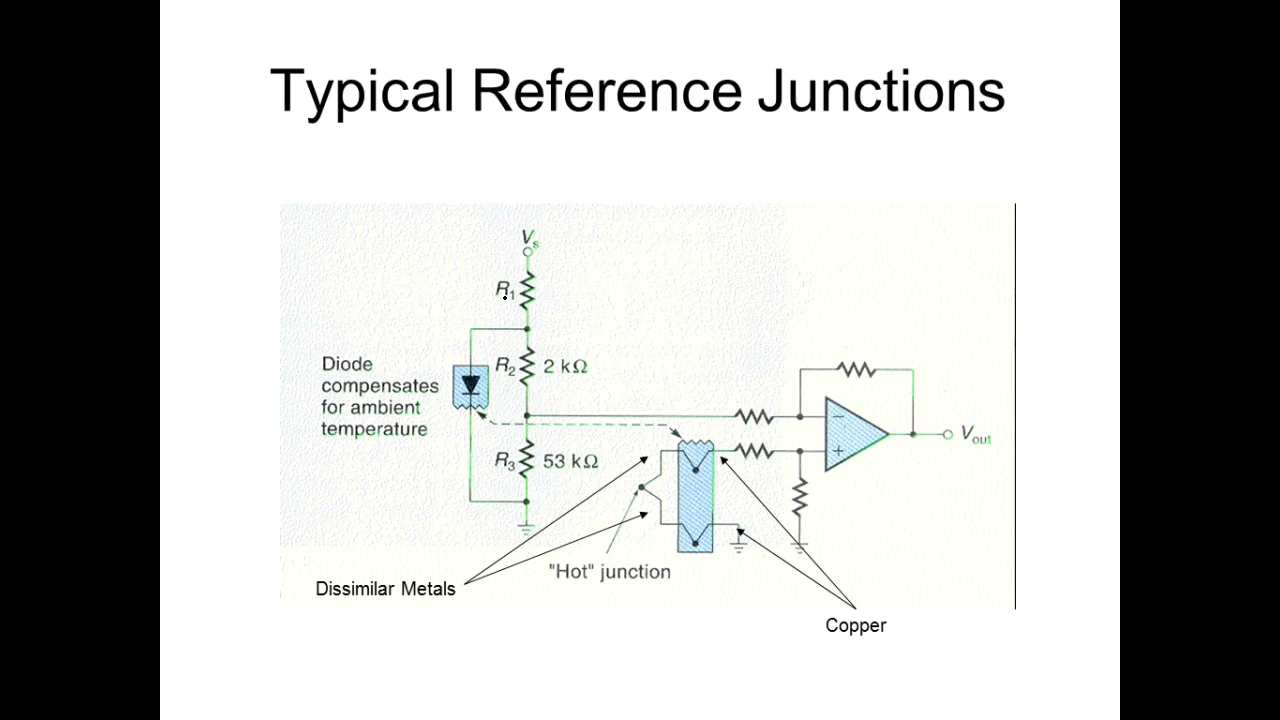 Typical Reference Junctions
Vs
R1
Diode
compensates
for ambient
temperature
R2 2 kΩ
R3 53 kΩ
−
+
Vout
"Hot" junction
Dissimilar Metals
Copper